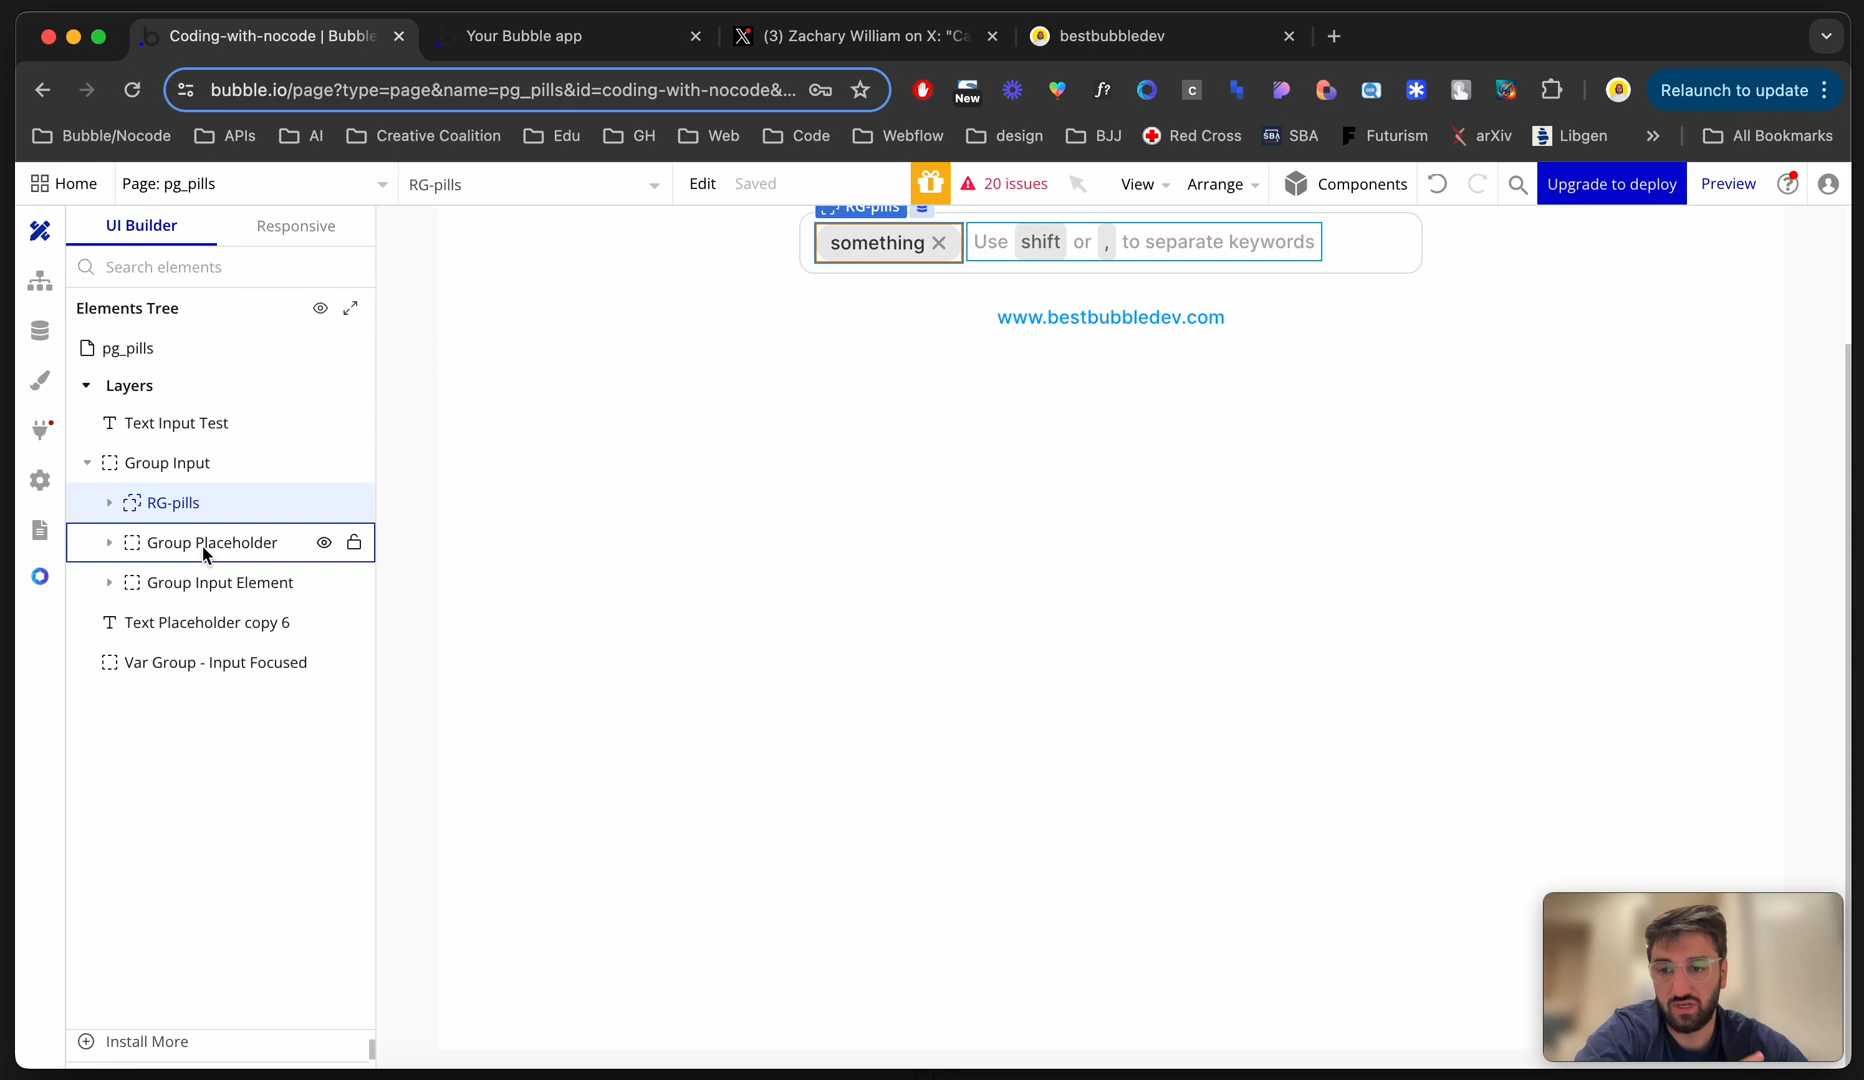 Coding-with-nocode | Bubble
Your Bubble app
(3) Zachary William on X: "Ca
bestbubbledev
bubble.io/page?type=page&name=pg_pills&id=coding-with-nocode&...
New
f?
C
Relaunch to update
Bubble/Nocode
APIs
AI
Creative Coalition
Edu
GH
Web
Code
Webflow
design
BJJ
Red Cross
SBA
Futurism
arXiv
Libgen
All Bookmarks
Home
Page: pg_pills
RG-pills
Edit
Saved
20 issues
View
Arrange
Components
Upgrade to deploy
Preview
UI Builder
Responsive
RG-pills
something
Use shift or , to separate keywords
Search elements
Elements Tree
www.bestbubbledev.com
pg_pills
Layers
Text Input Test
Group Input
RG-pills
Group Placeholder
Group Input Element
Text Placeholder copy 6
Var Group - Input Focused
Install More